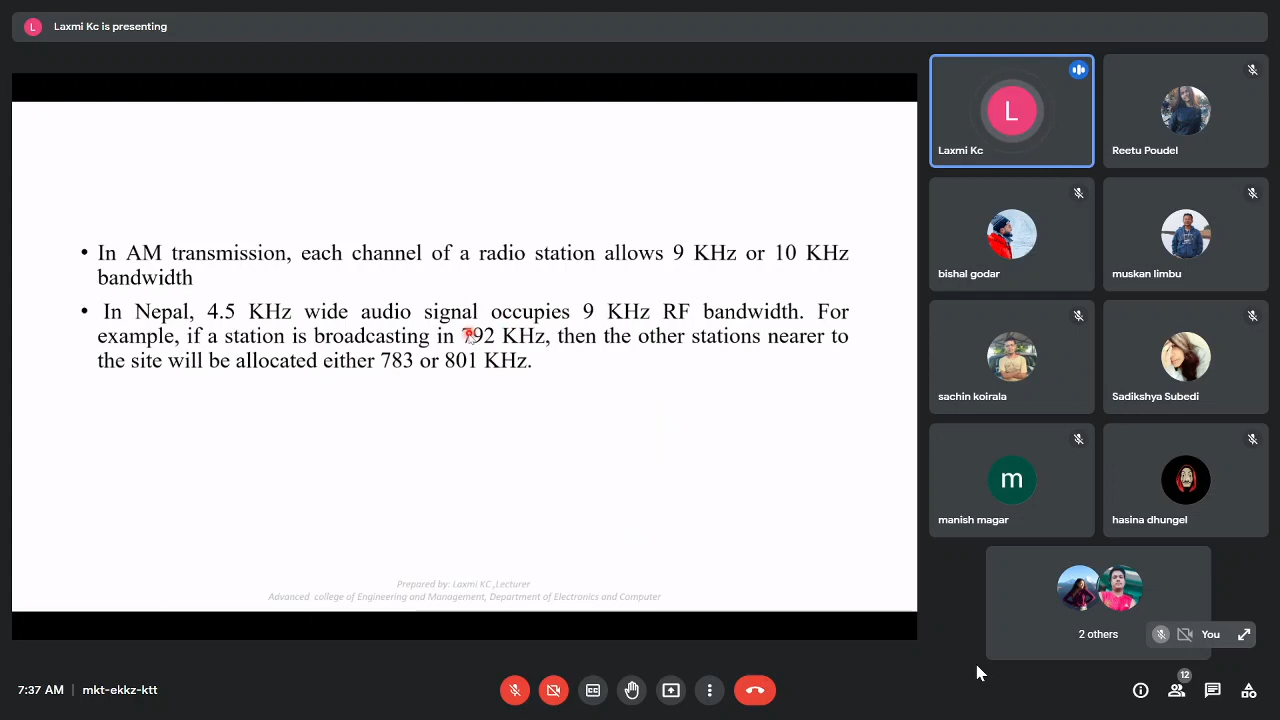 L Laxmi Kc is presenting
• In AM transmission, each channel of a radio station allows 9 KHz or 10 KHz
bandwidth
• In Nepal, 4.5 KHz wide audio signal occupies 9 KHz RF bandwidth. For
example, if a station is broadcasting in 792 KHz, then the other stations nearer to
the site will be allocated either 783 or 801 KHz.
Prepared by: Laxmi KC ,Lecturer
Advanced college of Engineering and Management, Department of Electronics and Computer
L
Laxmi Kc
Reetu Poudel
bishal godar
muskan limbu
sachin koirala
Sadikshya Subedi
m
manish magar
hasina dhungel
2 others
You
7:37 AM | mkt-ekkz-ktt
12